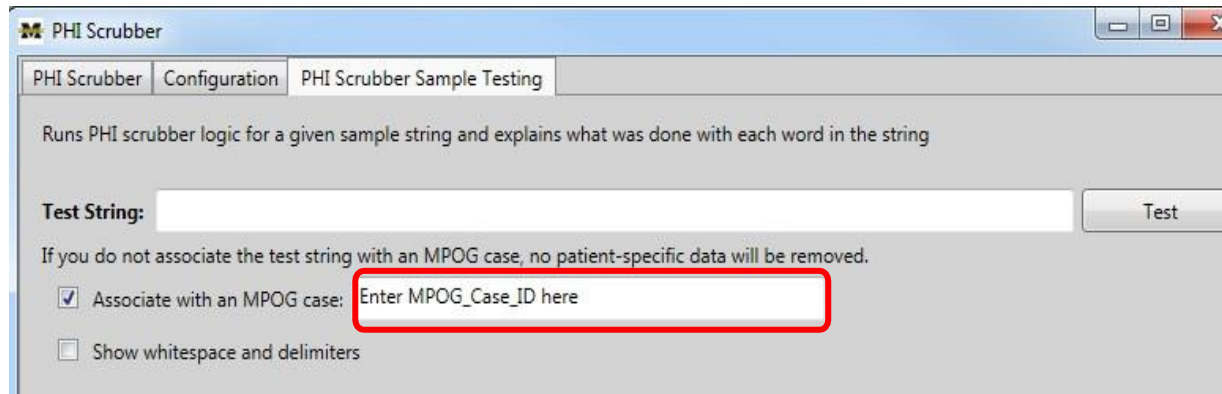 PHI Scrubber
PHI Scrubber Configuration PHI Scrubber Sample Testing
Runs PHI scrubber logic for a given sample string and explains what was done with each word in the string
Test String: Test
If you do not associate the test string with an MPOG case, no patient-specific data will be removed.
Associate with an MPOG case: Enter MPOG_Case_ID here
Show whitespace and delimiters